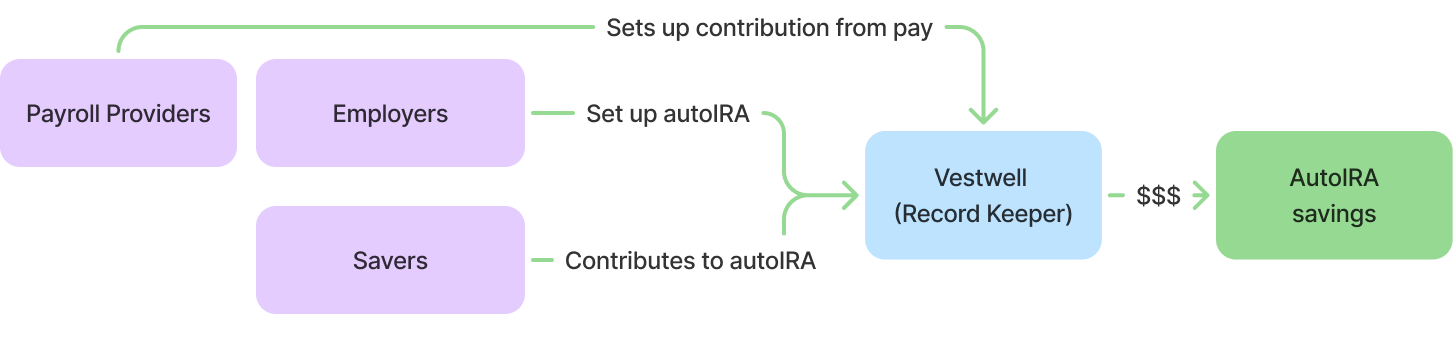 Sets up contribution from pay
Payroll Providers
Employers
Set up autoIRA
Vestwell
(Record Keeper)
$$$
AutoIRA
savings
Savers
Contributes to autoIRA